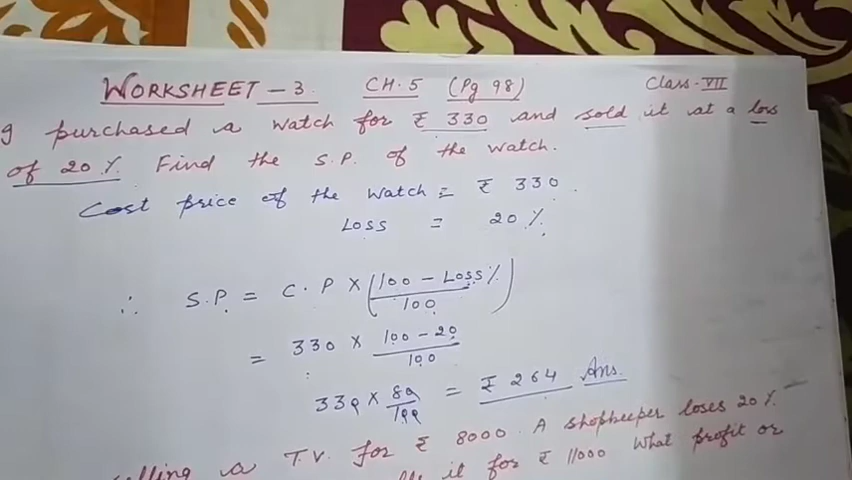 WORKSHEET - 3 CH.5 (Pg 98) Class - VII
g purchased a watch for ₹ 330 and sold it at a loss
of 20 %. Find the S.P. of the watch.
Cost price of the watch = ₹ 330.
Loss = 20 %.
∴ S.P. = C.P × (100 - Loss% / 100)
= 330 × 100 - 20 / 100
330 × 80 / 100 = ₹ 264 Ans.
selling a T.V. for ₹ 8000. A shopkeeper loses 20 %.
it for ₹ 11000 What profit or